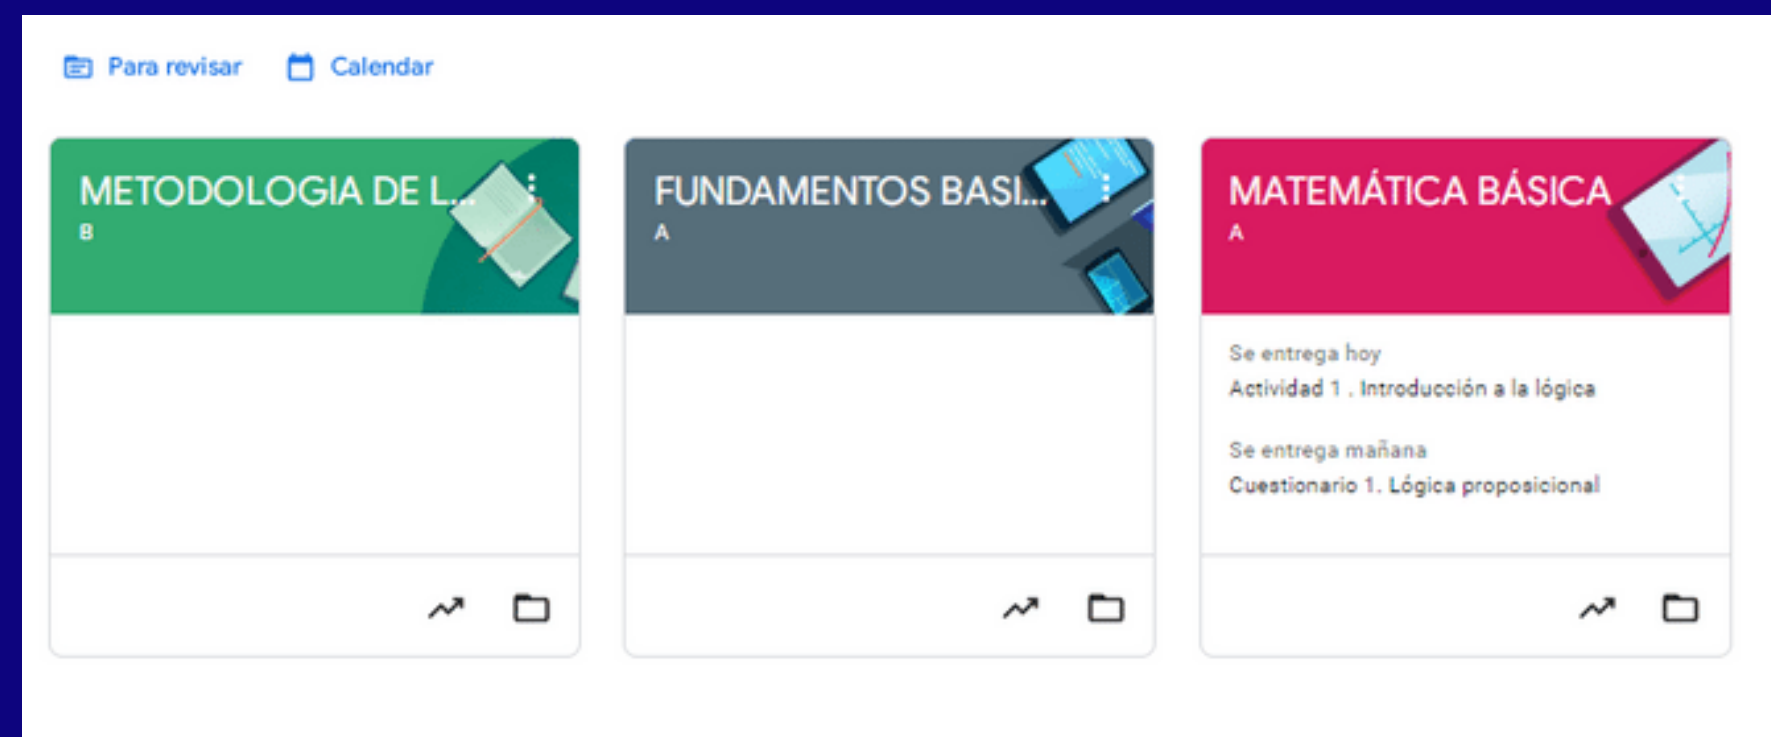 Para revisar Calendar
METODOLOGIA DE L...
B
FUNDAMENTOS BASI...
A
MATEMÁTICA BÁSICA
A
Se entrega hoy
Actividad 1 . Introducción a la lógica
Se entrega mañana
Cuestionario 1. Lógica proposicional